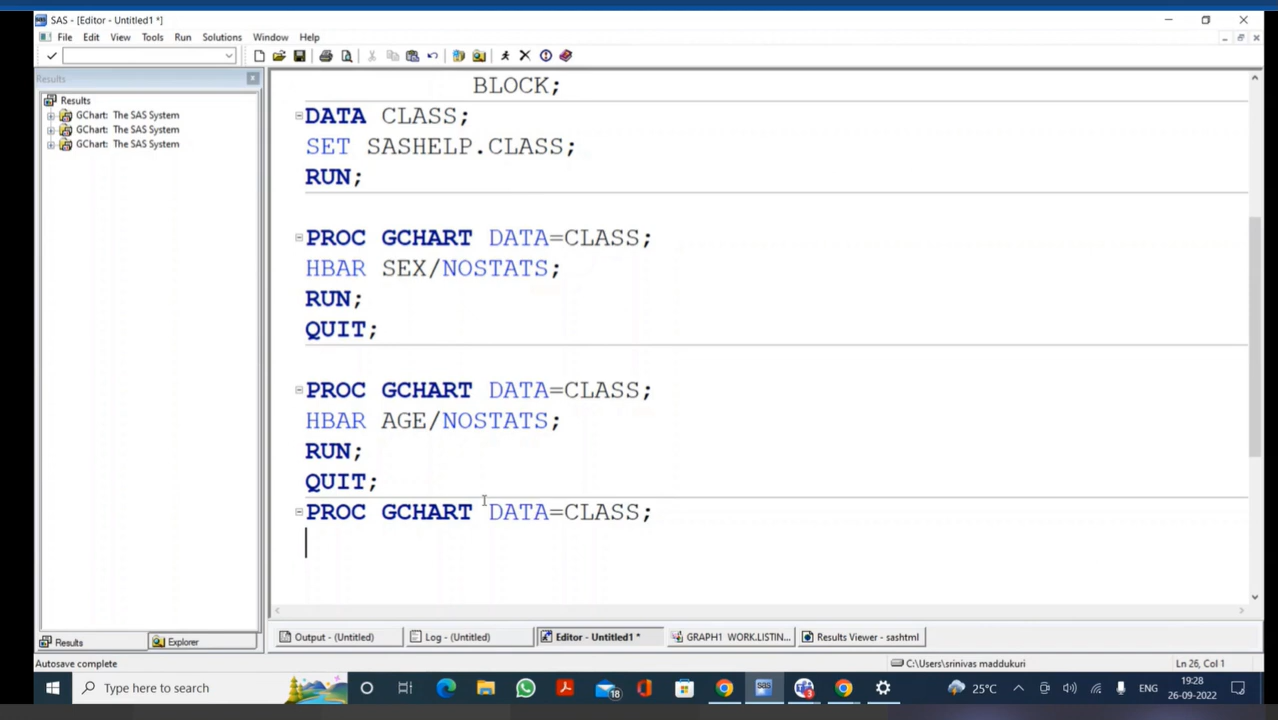 SAS - [Editor - Untitled1 *]
File Edit View Tools Run Solutions Window Help
Results
Results
GChart: The SAS System
GChart: The SAS System
GChart: The SAS System
BLOCK;
DATA CLASS;
SET SASHELP.CLASS;
RUN;
PROC GCHART DATA=CLASS;
HBAR SEX/NOSTATS;
RUN;
QUIT;
PROC GCHART DATA=CLASS;
HBAR AGE/NOSTATS;
RUN;
QUIT;
PROC GCHART DATA=CLASS;
Results Explorer
Output - (Untitled) Log - (Untitled) Editor - Untitled1 * GRAPH1 WORK.LISTIN... Results Viewer - sashtml
Autosave complete C:\Users\srinivas maddukuri Ln 26, Col 1
Type here to search 18 25°C ENG 19:28
26-09-2022